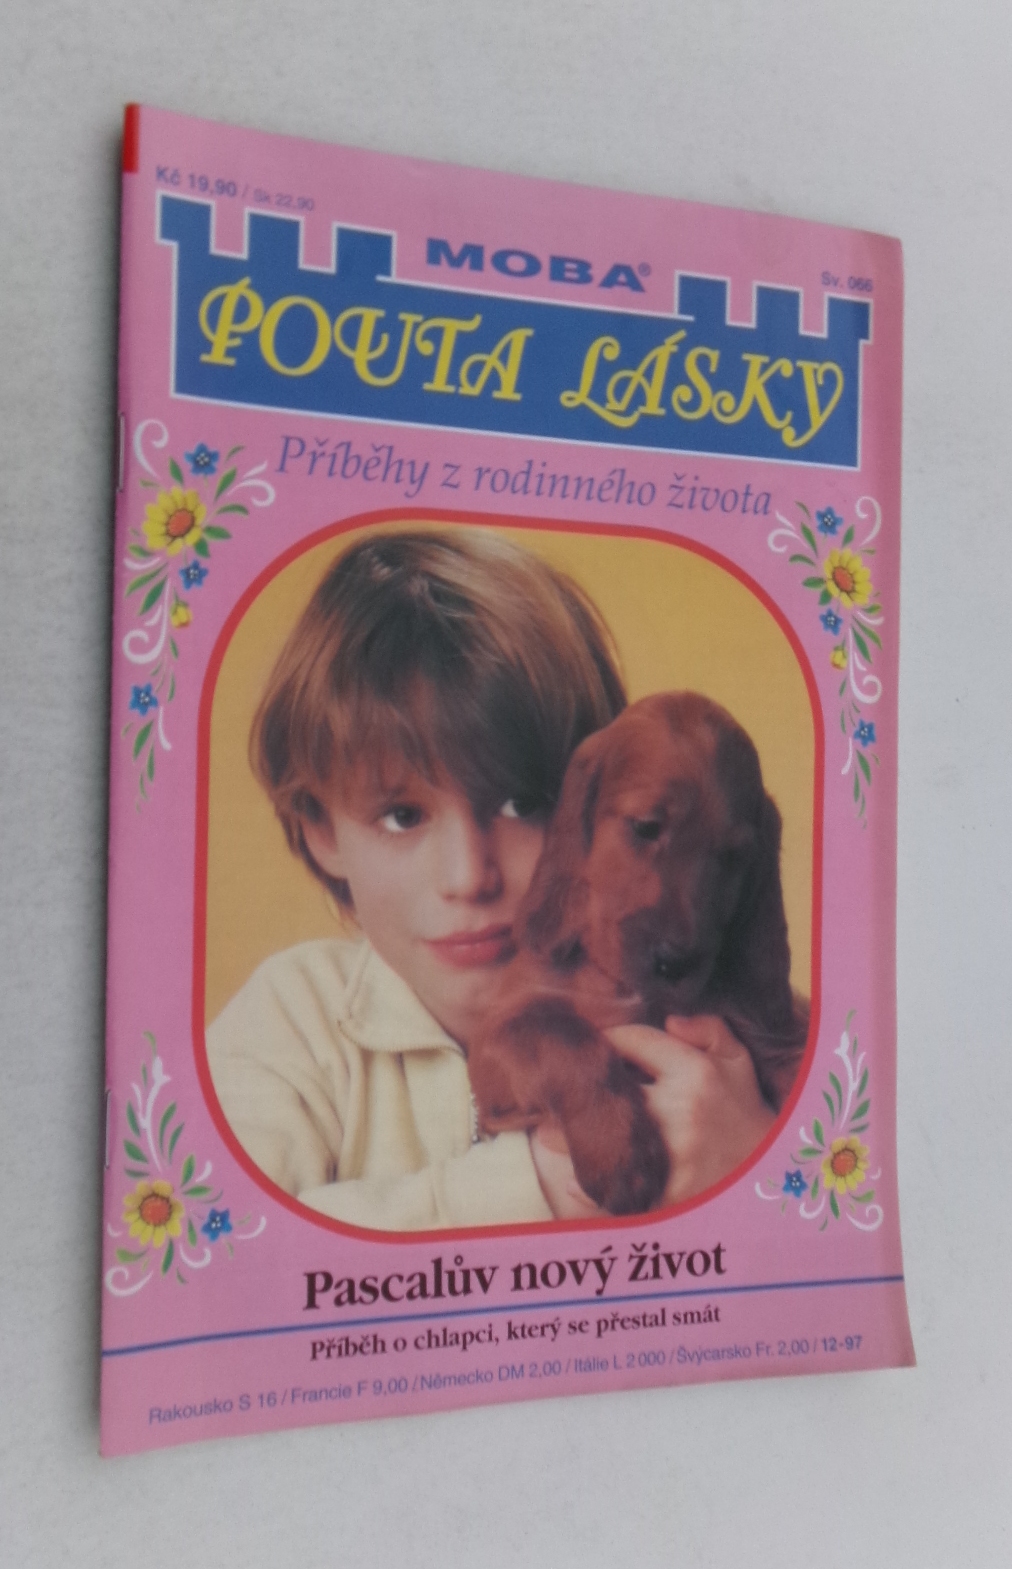 Kč 19,90 / Sk 22,90
MOBA®
Sv. 066
POUTA LÁSKY
Příběhy z rodinného života
Pascalův nový život
Příběh o chlapci, který se přestal smát
Rakousko S 16 / Francie F 9,00 / Německo DM 2,00 / Itálie L 2 000 / Švýcarsko Fr. 2,00 / 12-97